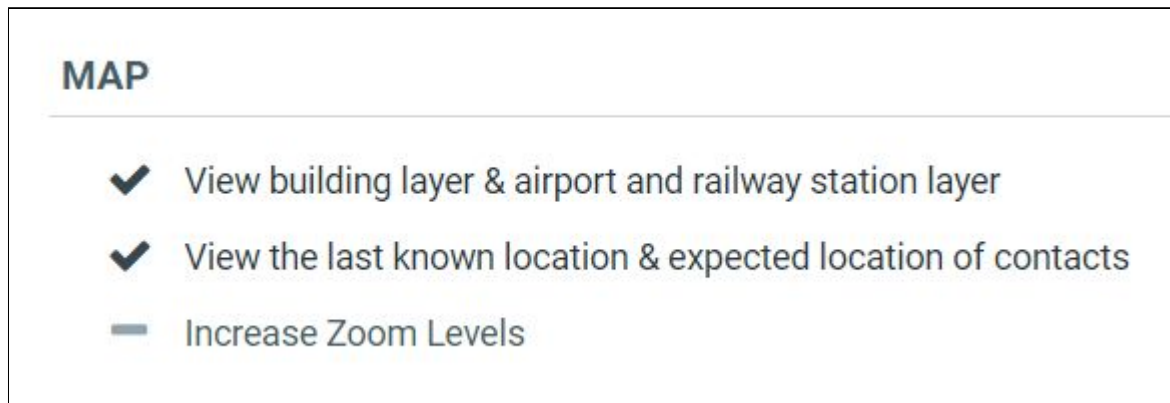 MAP
View building layer & airport and railway station layer
View the last known location & expected location of contacts
Increase Zoom Levels